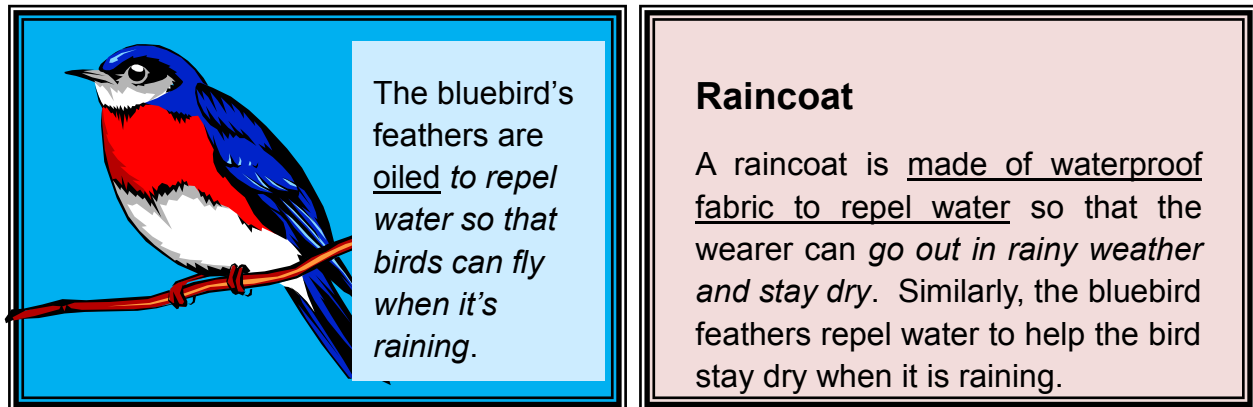 The bluebird’s
feathers are
oiled to repel
water so that
birds can fly
when it’s
raining.
Raincoat
A raincoat is made of waterproof
fabric to repel water so that the
wearer can go out in rainy weather
and stay dry. Similarly, the bluebird
feathers repel water to help the bird
stay dry when it is raining.